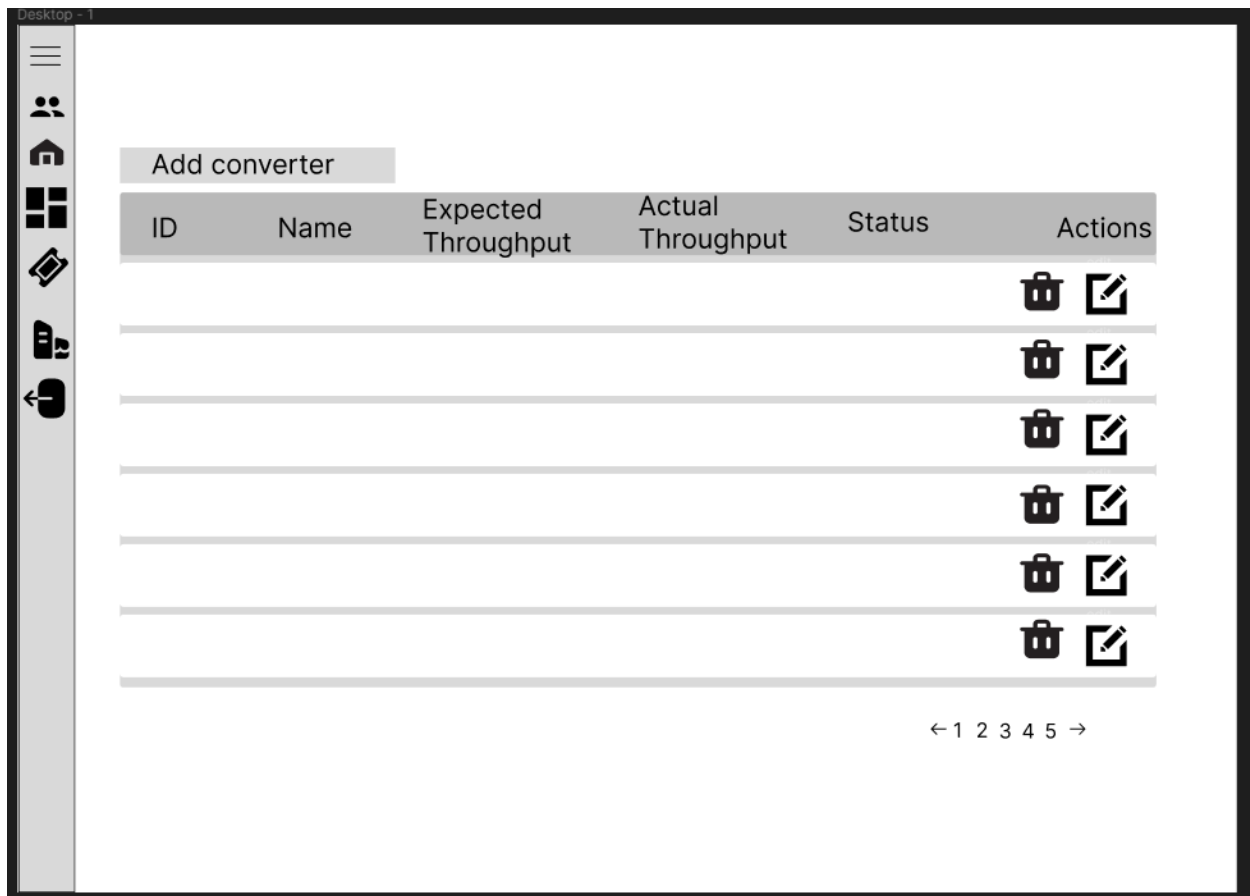 Desktop - 1
Add converter
ID Name Expected Throughput Actual Throughput Status Actions
← 1 2 3 4 5 →